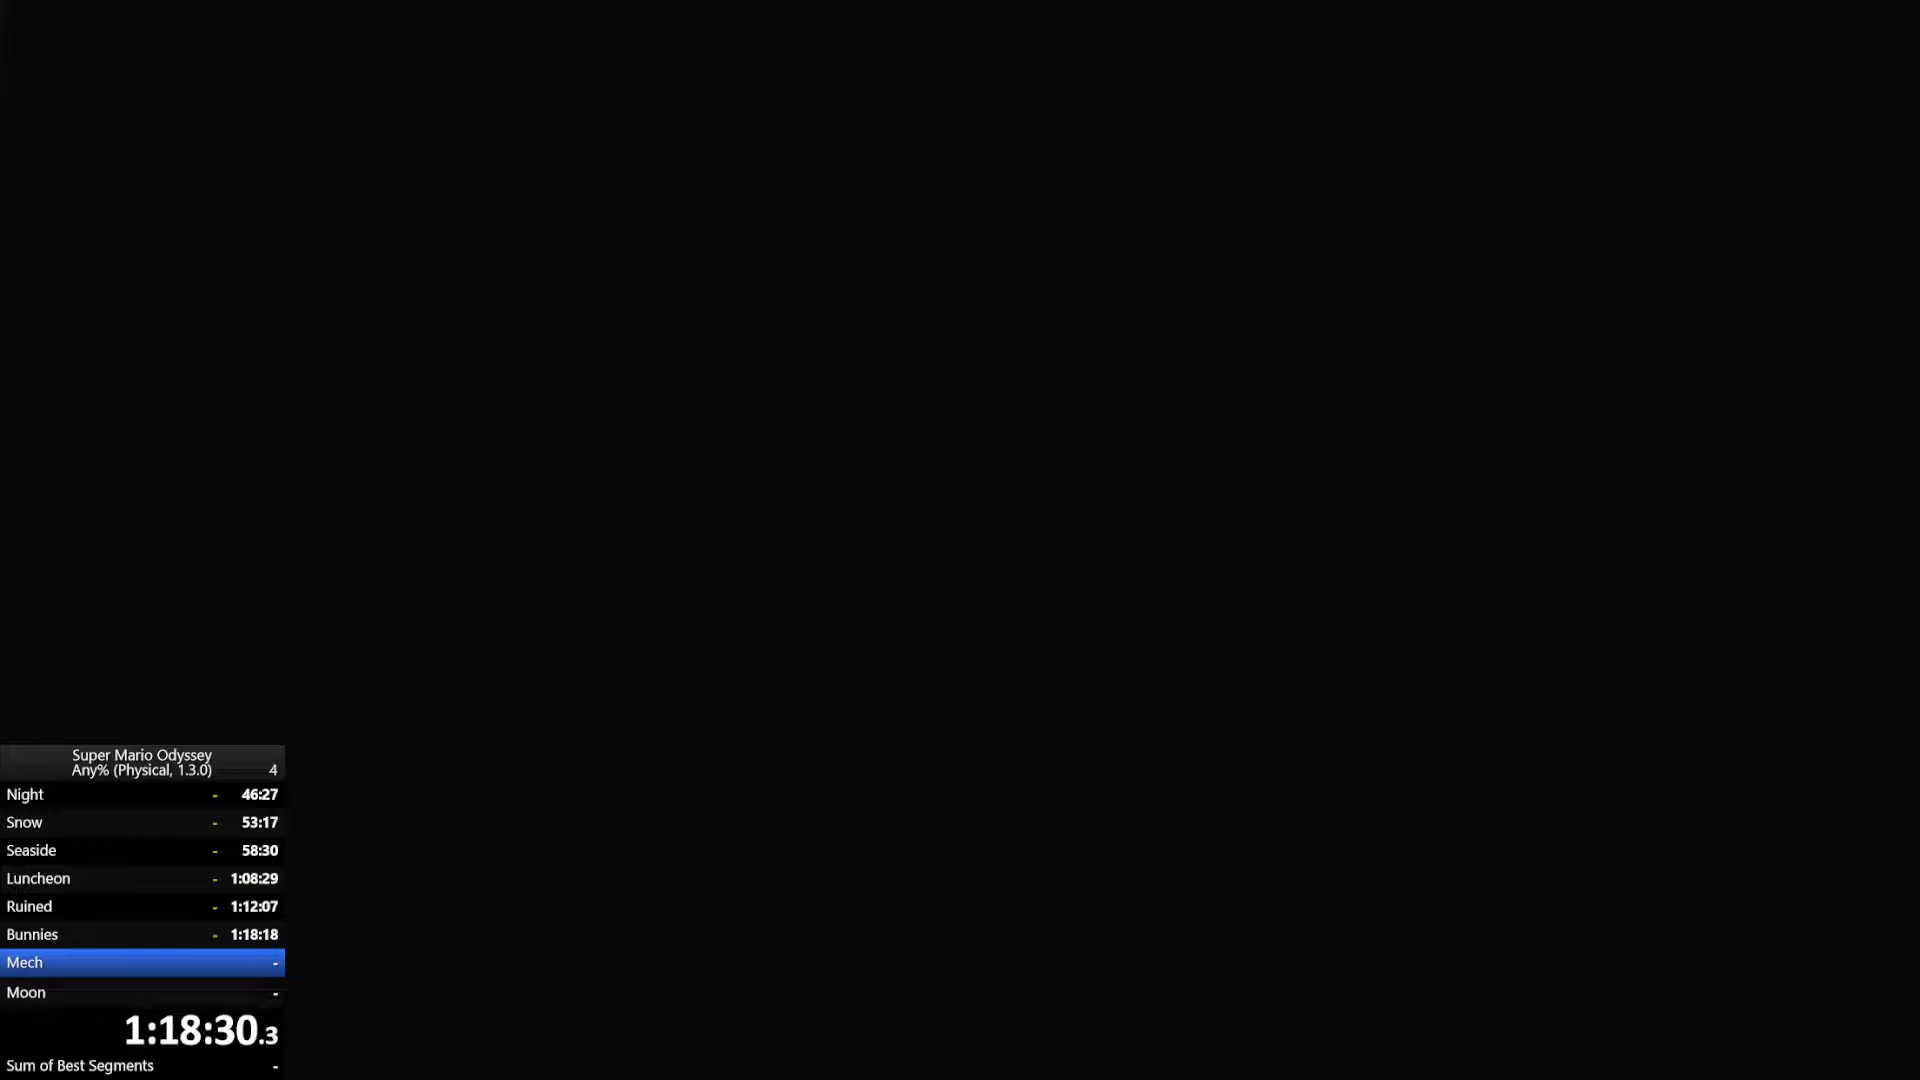 Super Mario Odyssey
Any% (Physical, 1.3.0) 4
Night - 46:27
Snow - 53:17
Seaside - 58:30
Luncheon - 1:08:29
Ruined - 1:12:07
Bunnies - 1:18:18
Mech -
Moon -
1:18:30.3
Sum of Best Segments -